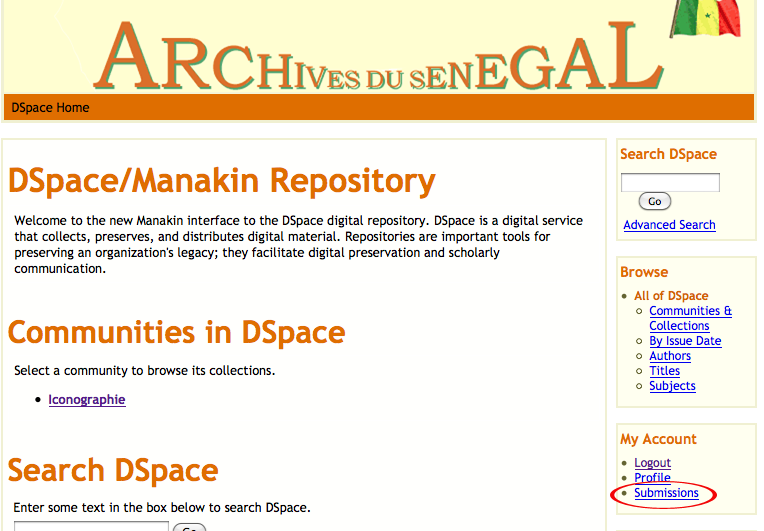 ARCHIVES DU SENEGAL
DSpace Home
DSpace/Manakin Repository
Welcome to the new Manakin interface to the DSpace digital repository. DSpace is a digital service
that collects, preserves, and distributes digital material. Repositories are important tools for
preserving an organization's legacy; they facilitate digital preservation and scholarly
communication.
Communities in DSpace
Select a community to browse its collections.
Iconographie
Search DSpace
Enter some text in the box below to search DSpace.
Go
Search DSpace
Go
Advanced Search
Browse
All of DSpace
Communities &
Collections
By Issue Date
Authors
Titles
Subjects
My Account
Logout
Profile
Submissions